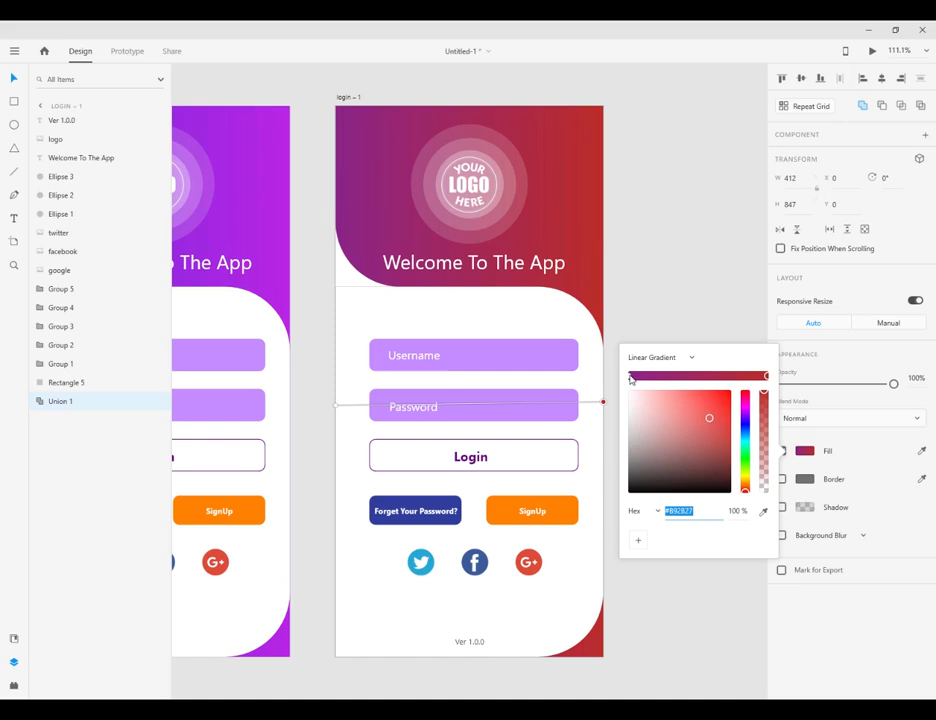 Design
Prototype
Share
Untitled-1 *
111.1%
All Items
LOGIN – 1
Ver 1.0.0
logo
Welcome To The App
Ellipse 3
Ellipse 2
Ellipse 1
twitter
facebook
google
Group 5
Group 4
Group 3
Group 2
Group 1
Rectangle 5
Union 1
To The App
SignUp
G+
login – 1
YOUR
LOGO
HERE
Welcome To The App
Username
Password
Login
Forget Your Password?
SignUp
f
G+
Ver 1.0.0
Linear Gradient
Hex
#B92B27
100 %
Repeat Grid
COMPONENT
TRANSFORM
W 412
X 0
0°
H 847
Y 0
Fix Position When Scrolling
LAYOUT
Responsive Resize
Auto
Manual
APPEARANCE
Opacity
100%
Blend Mode
Normal
Fill
Border
Shadow
Background Blur
Mark for Export